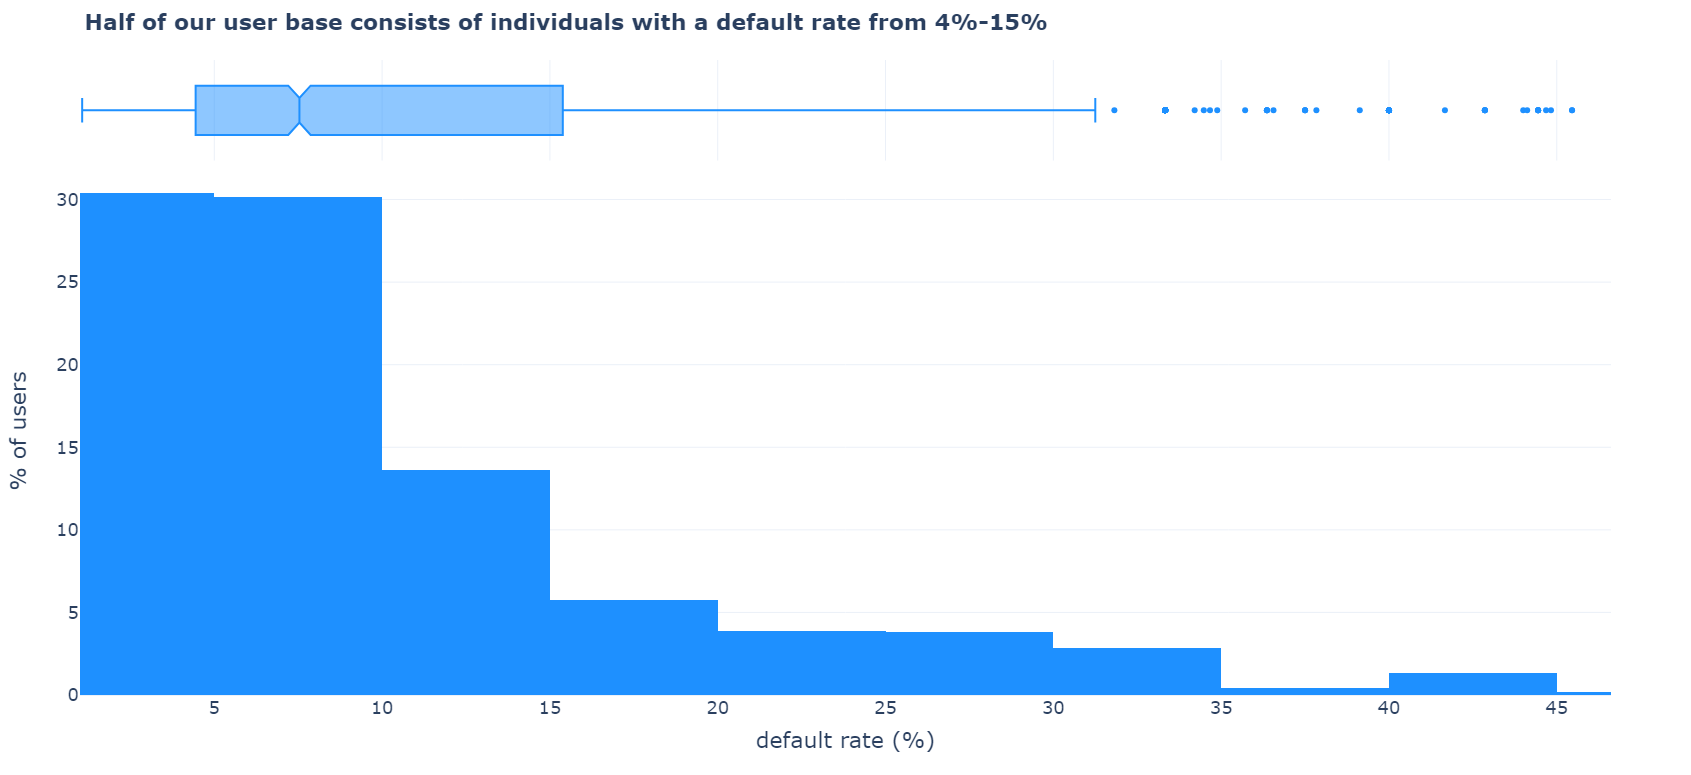 Half of our user base consists of individuals with a default rate from 4%-15%
30
25
20
15
10
5
0
% of users
5 10 15 20 25 30 35 40 45
default rate (%)